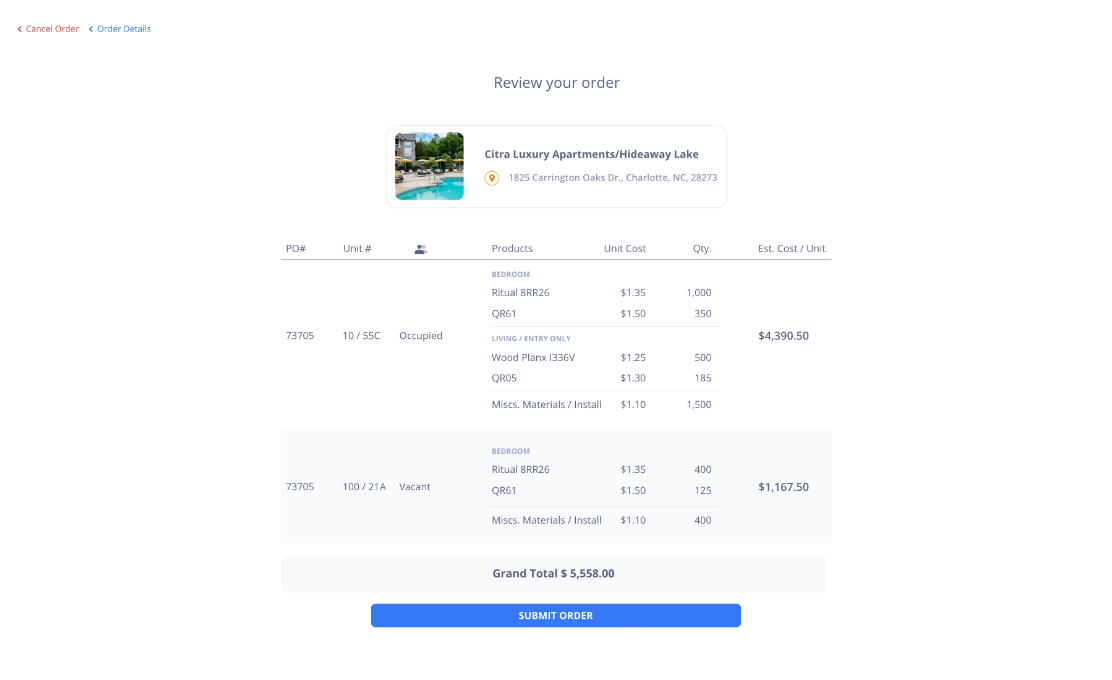 Cancel Order Order Details
Review your order
Citra Luxury Apartments/Hideaway Lake
1825 Carrington Oaks Dr., Charlotte, NC, 28273
PO# Unit # Products Unit Cost Qty. Est. Cost / Unit
BEDROOM
Ritual 8RR26 $1.35 1,000
QR61 $1.50 350
73705 10 / 55C Occupied $4,390.50
LIVING / ENTRY ONLY
Wood Planx I336V $1.25 500
QR05 $1.30 185
Miscs. Materials / Install $1.10 1,500
BEDROOM
Ritual 8RR26 $1.35 400
73705 100 / 21A Vacant $1,167.50
QR61 $1.50 125
Miscs. Materials / Install $1.10 400
Grand Total $ 5,558.00
SUBMIT ORDER